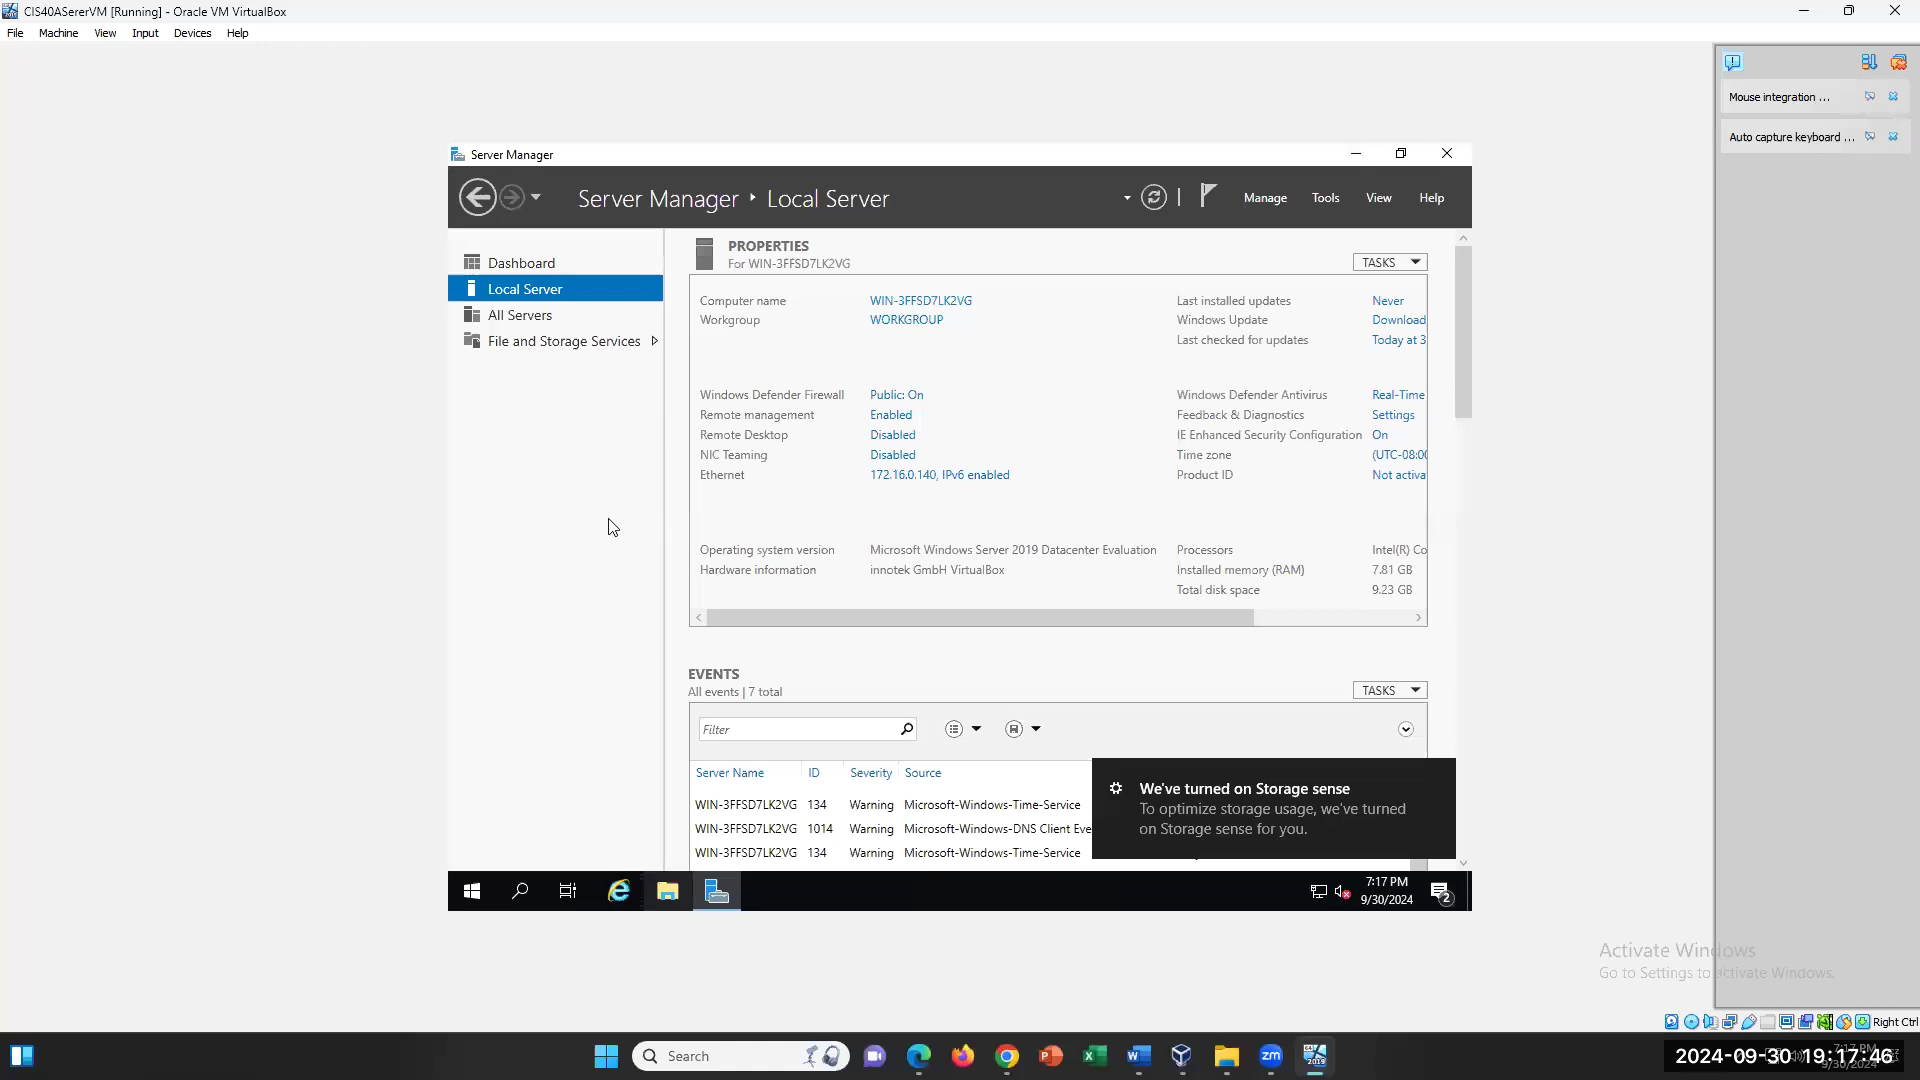 CIS40ASererVM [Running] - Oracle VM VirtualBox
File Machine View Input Devices Help
Mouse integration ...
Auto capture keyboard ...
Server Manager
Server Manager Local Server
Manage Tools View Help
Dashboard
Local Server
All Servers
File and Storage Services
PROPERTIES
For WIN-3FFSD7LK2VG
TASKS
Computer name WIN-3FFSD7LK2VG Last installed updates Never
Workgroup WORKGROUP Windows Update Download
Last checked for updates Today at 3
Windows Defender Firewall Public: On Windows Defender Antivirus Real-Time
Remote management Enabled Feedback & Diagnostics Settings
Remote Desktop Disabled IE Enhanced Security Configuration On
NIC Teaming Disabled Time zone (UTC-08:00
Ethernet 172.16.0.140, IPv6 enabled Product ID Not activa
Operating system version Microsoft Windows Server 2019 Datacenter Evaluation Processors Intel(R) Co
Hardware information innotek GmbH VirtualBox Installed memory (RAM) 7.81 GB
Total disk space 9.23 GB
EVENTS
All events | 7 total
TASKS
Filter
Server Name ID Severity Source
WIN-3FFSD7LK2VG 134 Warning Microsoft-Windows-Time-Service
WIN-3FFSD7LK2VG 1014 Warning Microsoft-Windows-DNS Client Eve
WIN-3FFSD7LK2VG 134 Warning Microsoft-Windows-Time-Service
We've turned on Storage sense
To optimize storage usage, we've turned
on Storage sense for you.
7:17 PM
9/30/2024
2
Activate Windows
Go to Settings to activate Windows.
Right Ctrl
Search
zm
2019
7:17 PM
2024-09-30 19:17:46
9/30/2024